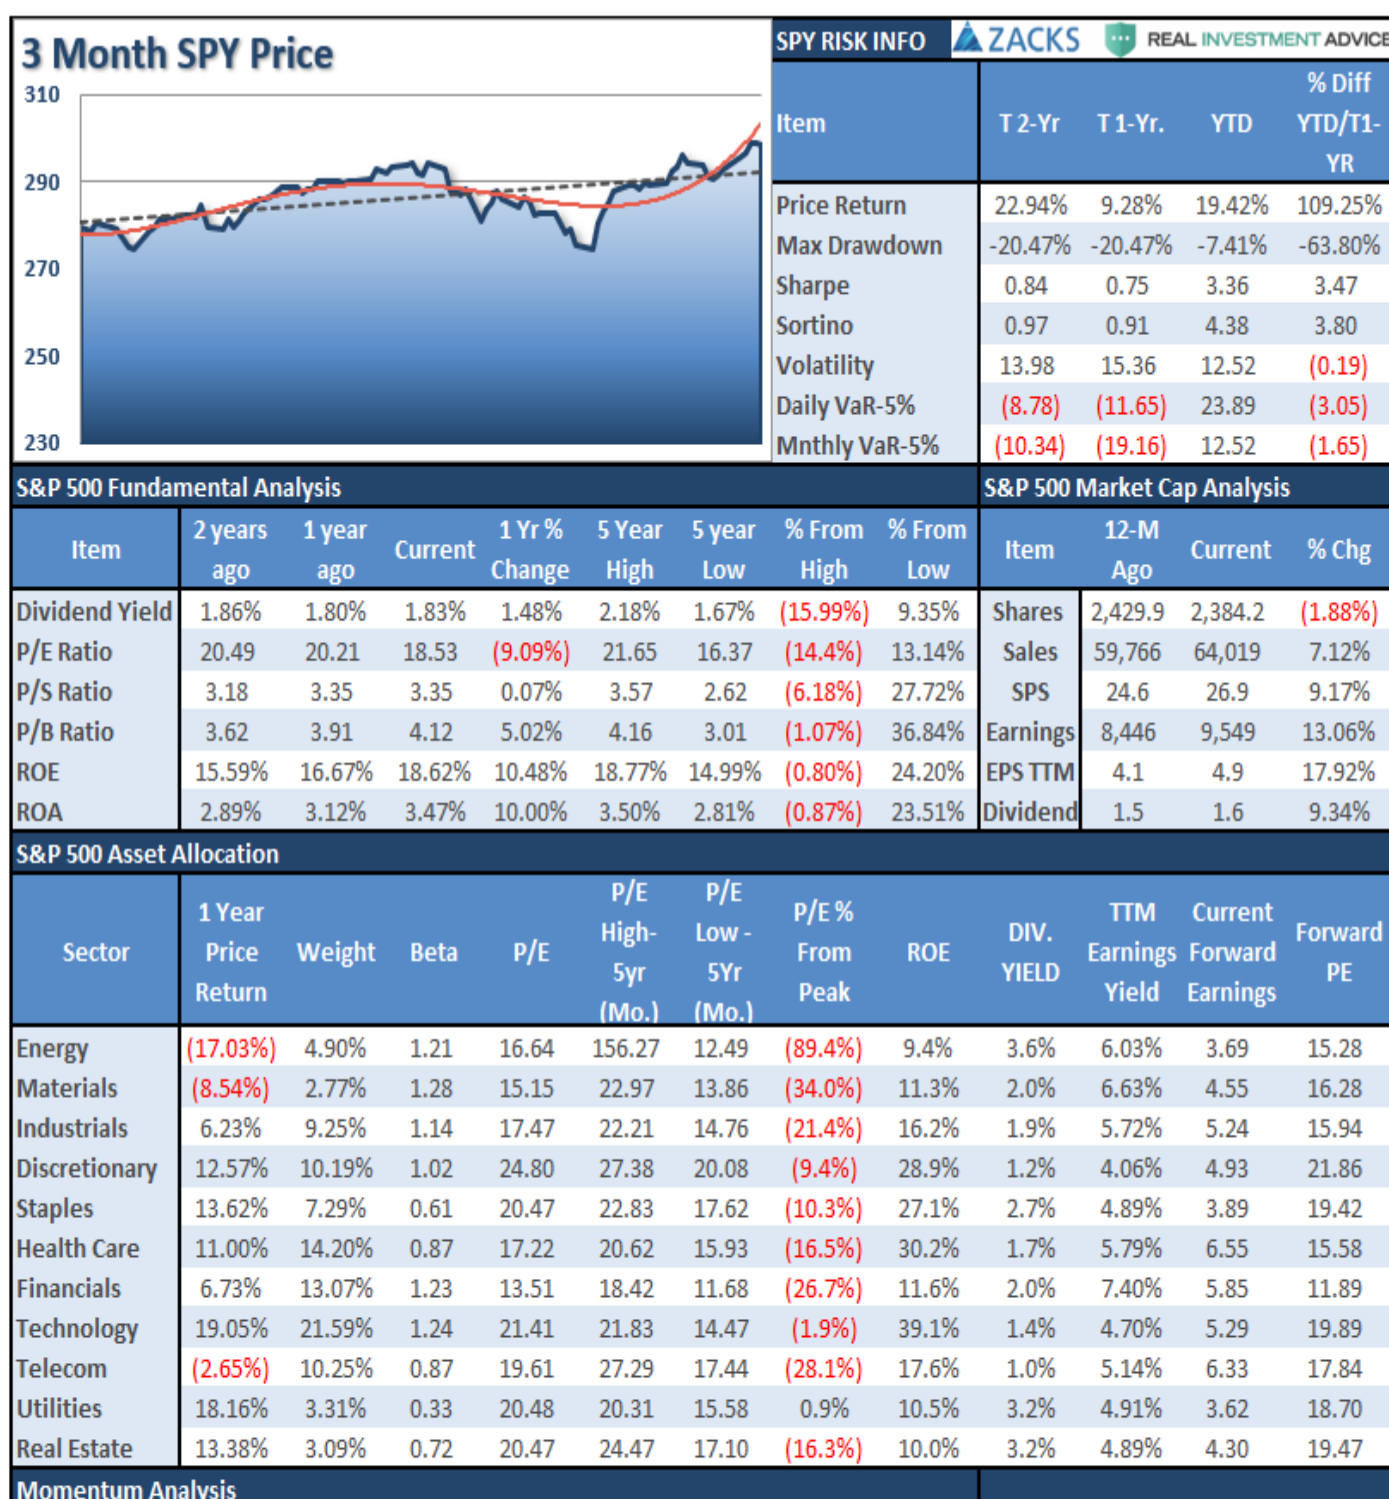 3 Month SPY Price
310
290
270
250
230
SPY RISK INFO ZACKS REAL INVESTMENT ADVICE
Item T 2-Yr T 1-Yr. YTD % Diff YTD/T1-YR
Price Return 22.94% 9.28% 19.42% 109.25%
Max Drawdown -20.47% -20.47% -7.41% -63.80%
Sharpe 0.84 0.75 3.36 3.47
Sortino 0.97 0.91 4.38 3.80
Volatility 13.98 15.36 12.52 (0.19)
Daily VaR-5% (8.78) (11.65) 23.89 (3.05)
Mnthly VaR-5% (10.34) (19.16) 12.52 (1.65)
S&P 500 Fundamental Analysis
Item 2 years ago 1 year ago Current 1 Yr % Change 5 Year High 5 year Low % From High % From Low
Dividend Yield 1.86% 1.80% 1.83% 1.48% 2.18% 1.67% (15.99%) 9.35%
P/E Ratio 20.49 20.21 18.53 (9.09%) 21.65 16.37 (14.4%) 13.14%
P/S Ratio 3.18 3.35 3.35 0.07% 3.57 2.62 (6.18%) 27.72%
P/B Ratio 3.62 3.91 4.12 5.02% 4.16 3.01 (1.07%) 36.84%
ROE 15.59% 16.67% 18.62% 10.48% 18.77% 14.99% (0.80%) 24.20%
ROA 2.89% 3.12% 3.47% 10.00% 3.50% 2.81% (0.87%) 23.51%
S&P 500 Market Cap Analysis
Item 12-M Ago Current % Chg
Shares 2,429.9 2,384.2 (1.88%)
Sales 59,766 64,019 7.12%
SPS 24.6 26.9 9.17%
Earnings 8,446 9,549 13.06%
EPS TTM 4.1 4.9 17.92%
Dividend 1.5 1.6 9.34%
S&P 500 Asset Allocation
Sector 1 Year Price Return Weight Beta P/E P/E High-5yr (Mo.) P/E Low - 5Yr (Mo.) P/E % From Peak ROE DIV. YIELD TTM Earnings Yield Current Forward Earnings Forward PE
Energy (17.03%) 4.90% 1.21 16.64 156.27 12.49 (89.4%) 9.4% 3.6% 6.03% 3.69 15.28
Materials (8.54%) 2.77% 1.28 15.15 22.97 13.86 (34.0%) 11.3% 2.0% 6.63% 4.55 16.28
Industrials 6.23% 9.25% 1.14 17.47 22.21 14.76 (21.4%) 16.2% 1.9% 5.72% 5.24 15.94
Discretionary 12.57% 10.19% 1.02 24.80 27.38 20.08 (9.4%) 28.9% 1.2% 4.06% 4.93 21.86
Staples 13.62% 7.29% 0.61 20.47 22.83 17.62 (10.3%) 27.1% 2.7% 4.89% 3.89 19.42
Health Care 11.00% 14.20% 0.87 17.22 20.62 15.93 (16.5%) 30.2% 1.7% 5.79% 6.55 15.58
Financials 6.73% 13.07% 1.23 13.51 18.42 11.68 (26.7%) 11.6% 2.0% 7.40% 5.85 11.89
Technology 19.05% 21.59% 1.24 21.41 21.83 14.47 (1.9%) 39.1% 1.4% 4.70% 5.29 19.89
Telecom (2.65%) 10.25% 0.87 19.61 27.29 17.44 (28.1%) 17.6% 1.0% 5.14% 6.33 17.84
Utilities 18.16% 3.31% 0.33 20.48 20.31 15.58 0.9% 10.5% 3.2% 4.91% 3.62 18.70
Real Estate 13.38% 3.09% 0.72 20.47 24.47 17.10 (16.3%) 10.0% 3.2% 4.89% 4.30 19.47
Momentum Analysis